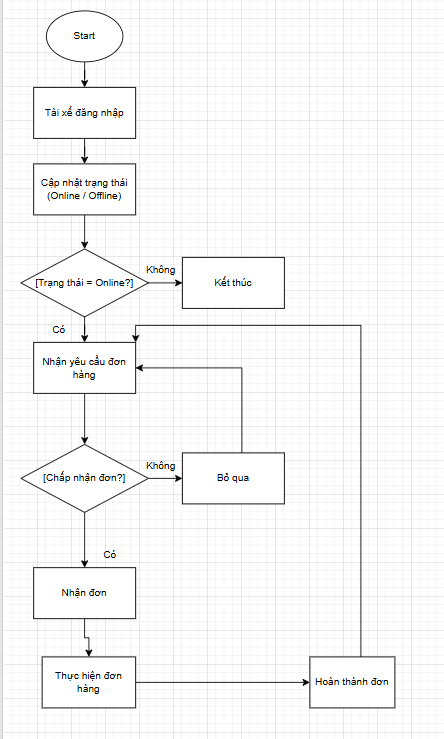 Start
Tài xế đăng nhập
Cập nhật trạng thái
(Online / Offline)
[Trạng thái = Online?]
Không
Kết thúc
Có
Nhận yêu cầu đơn
hàng
[Chấp nhận đơn?]
Không
Bỏ qua
Có
Nhận đơn
Thực hiện đơn
hàng
Hoàn thành đơn